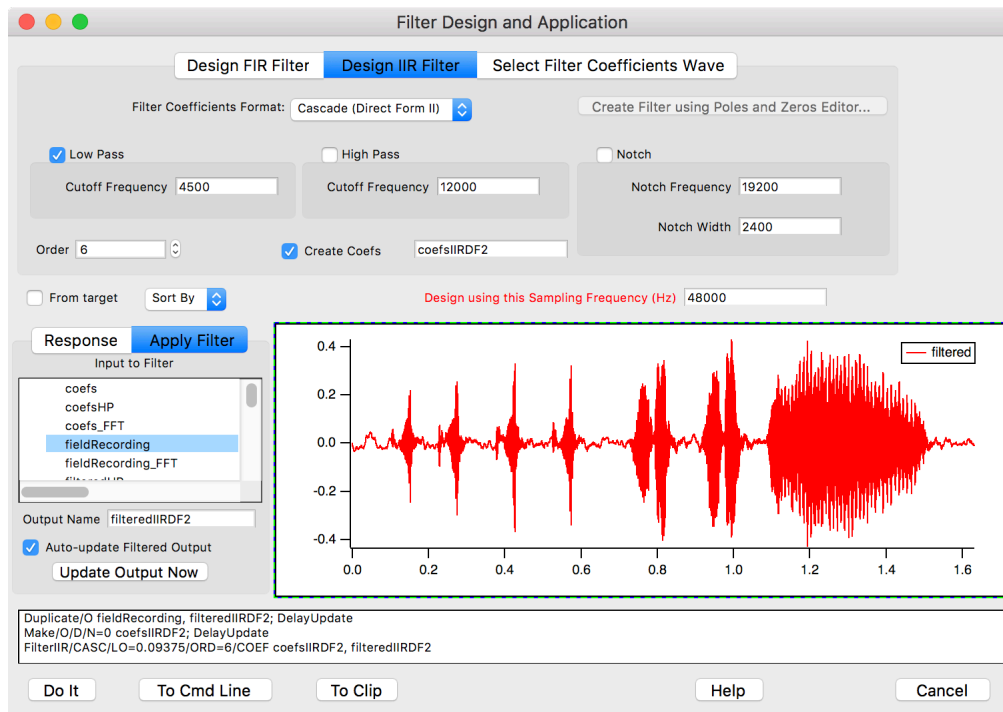 Filter Design and Application
Design FIR Filter Design IIR Filter Select Filter Coefficients Wave
Filter Coefficients Format: Cascade (Direct Form II) Create Filter using Poles and Zeros Editor...
Low Pass High Pass Notch
Cutoff Frequency 4500 Cutoff Frequency 12000 Notch Frequency 19200
Notch Width 2400
Order 6 Create Coefs coefsIIRDF2
From target Sort By Design using this Sampling Frequency (Hz) 48000
Response Apply Filter
Input to Filter
coefs
coefsHP
coefs_FFT
fieldRecording
fieldRecording_FFT
Output Name filteredIIRDF2
Auto-update Filtered Output
Update Output Now
filtered
0.4
0.2
0.0
-0.2
-0.4
0.0 0.2 0.4 0.6 0.8 1.0 1.2 1.4 1.6
Duplicate/O fieldRecording, filteredIIRDF2; DelayUpdate
Make/O/D/N=0 coefsIIRDF2; DelayUpdate
FilterIIR/CASC/LO=0.09375/ORD=6/COEF coefsIIRDF2, filteredIIRDF2
Do It To Cmd Line To Clip Help Cancel